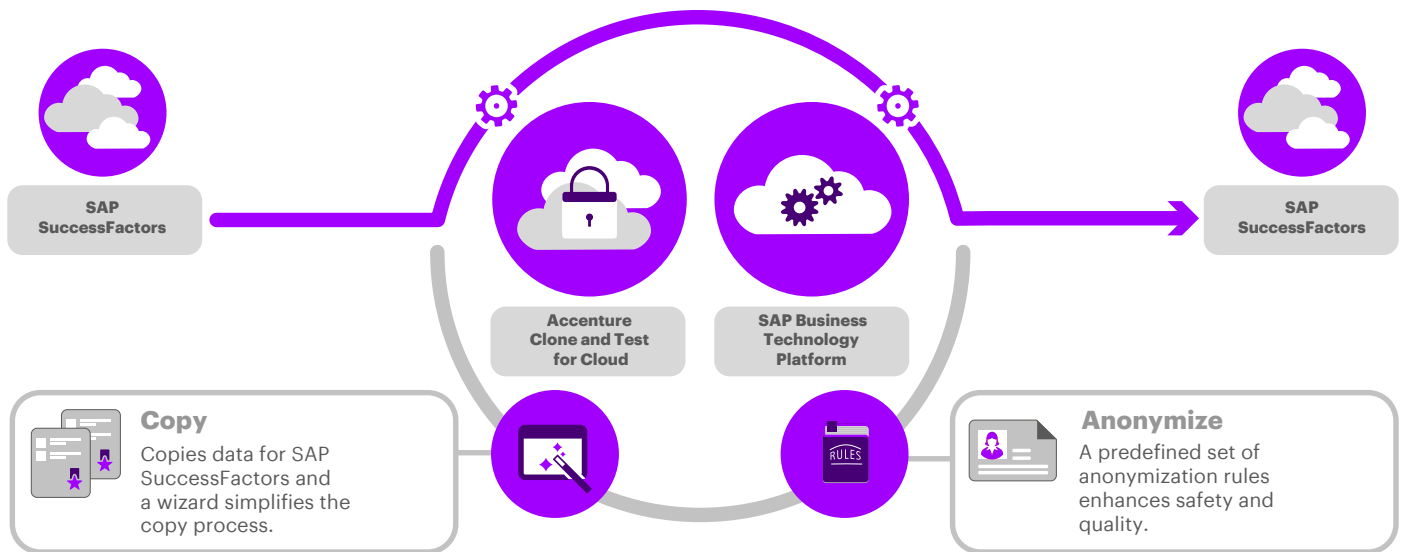 SAP
SuccessFactors
Accenture
Clone and Test
for Cloud
SAP Business
Technology
Platform
SAP
SuccessFactors
Copy
Copies data for SAP
SuccessFactors and
a wizard simplifies the
copy process.
RULES
Anonymize
A predefined set of
anonymization rules
enhances safety and
quality.